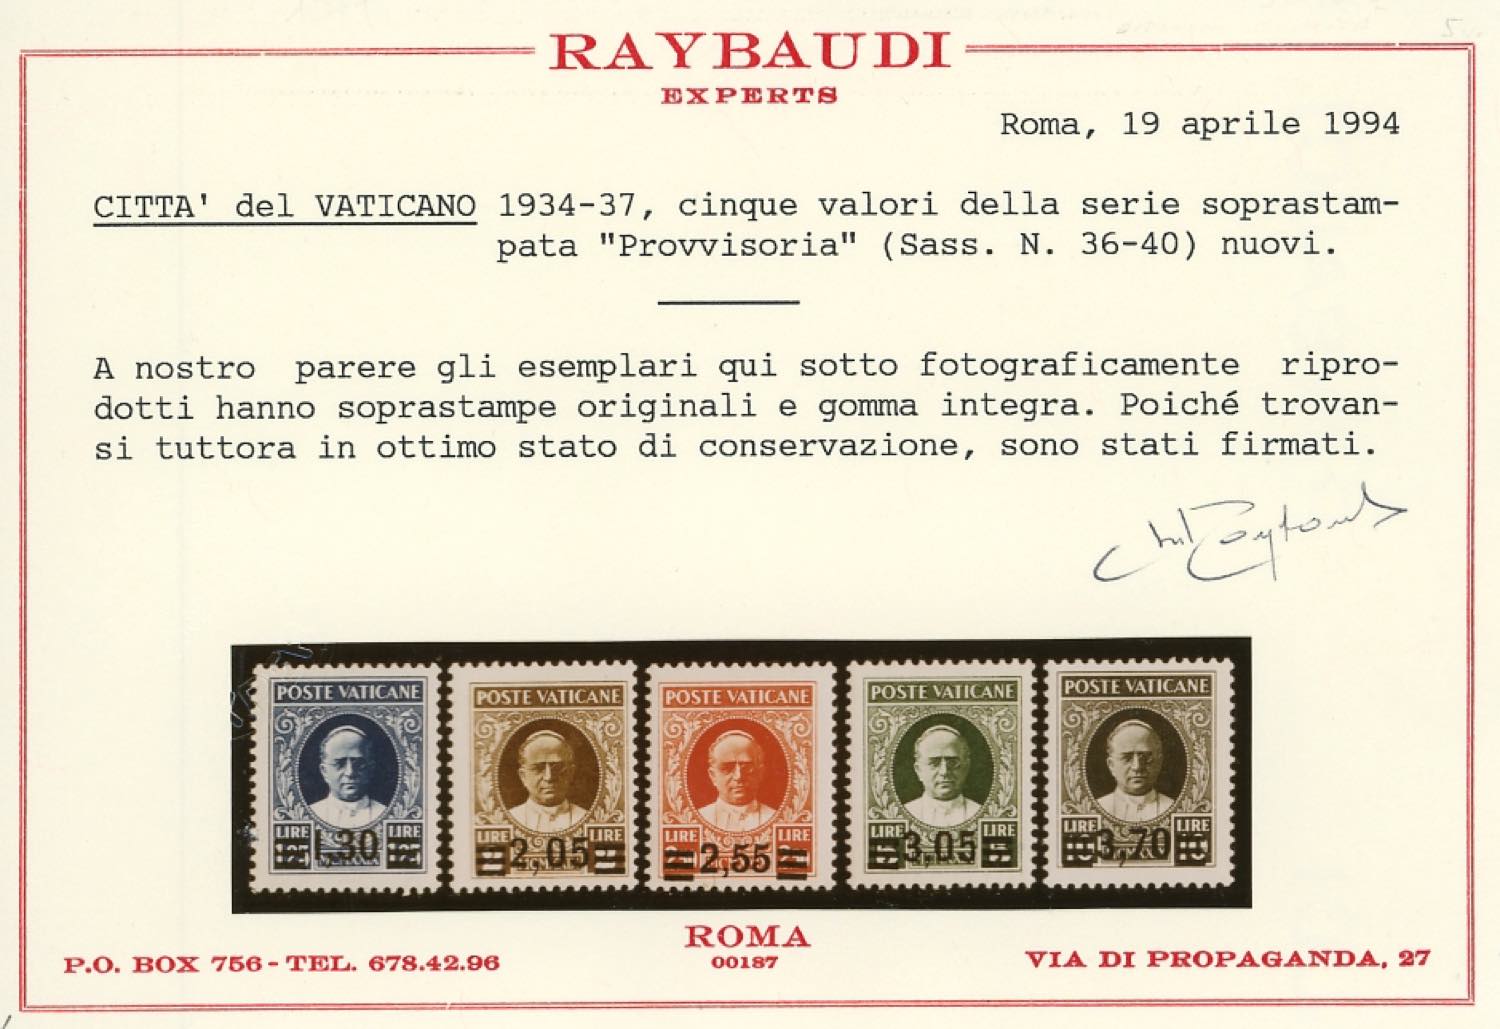 RAYBAUDI
EXPERTS
Roma, 19 aprile 1994
CITTA' del VATICANO 1934-37, cinque valori della serie soprastam-
pata "Provvisoria" (Sass. N. 36-40) nuovi.
A nostro parere gli esemplari qui sotto fotograficamente ripro-
dotti hanno soprastampe originali e gomma integra. Poiché trovan-
si tuttora in ottimo stato di conservazione, sono stati firmati.
POSTE VATICANE POSTE VATICANE POSTE VATICANE POSTE VATICANE POSTE VATICANE
LIRE LIRE LIRE LIRE LIRE LIRE LIRE LIRE LIRE LIRE
1,30 2,05 2,55 3,05 3,70
ROMA
00187
P.O. BOX 756 - TEL. 678.42.96
VIA DI PROPAGANDA, 27